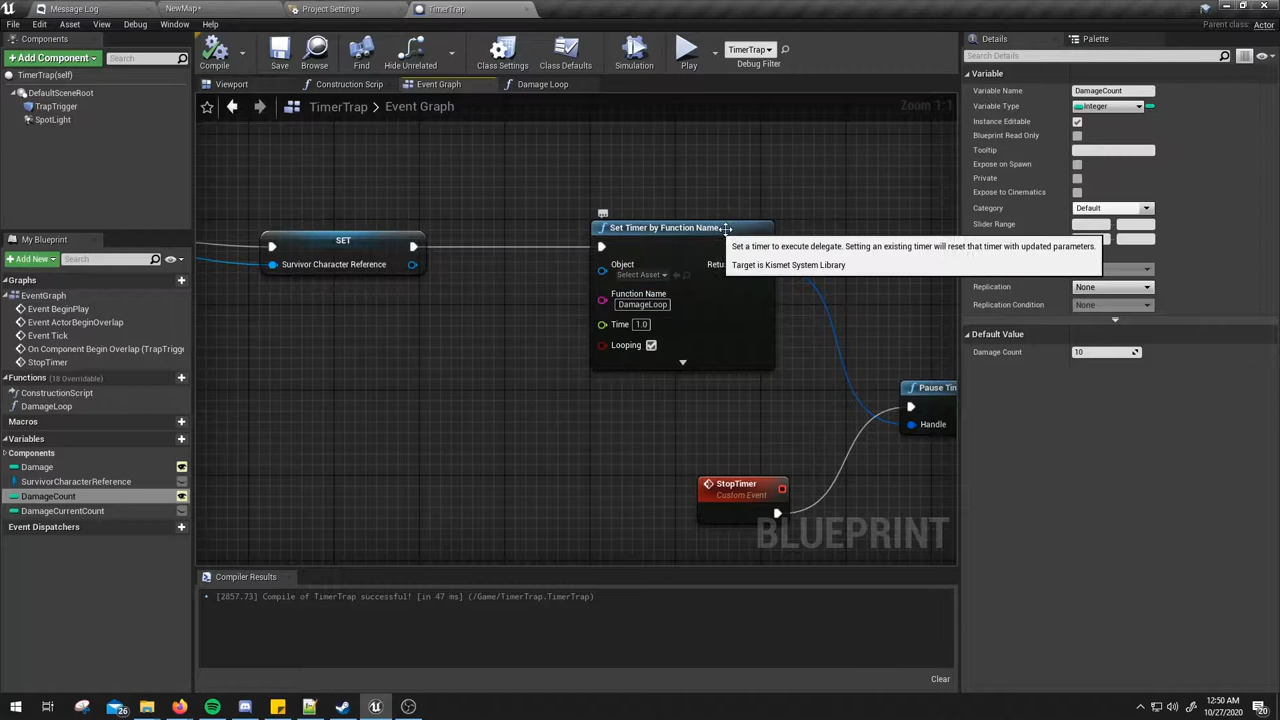 Message Log
NewMap*
Project Settings
TimerTrap
File
Edit
Asset
View
Debug
Window
Help
Parent class: Actor
Components
+ Add Component
Search
TimerTrap(self)
DefaultSceneRoot
TrapTrigger
SpotLight
Compile
Save
Browse
Find
Hide Unrelated
Class Settings
Class Defaults
Simulation
Play
TimerTrap
Debug Filter
Viewport
Construction Scrip
Event Graph
Damage Loop
TimerTrap > Event Graph
Zoom 1:1
My Blueprint
+ Add New
Search
Graphs
EventGraph
Event BeginPlay
Event ActorBeginOverlap
Event Tick
On Component Begin Overlap (TrapTrigge
StopTimer
Functions (18 Overridable)
ConstructionScript
DamageLoop
Macros
Variables
Components
Damage
SurvivorCharacterReference
DamageCount
DamageCurrentCount
Event Dispatchers
SET
Survivor Character Reference
Set Timer by Function Name
Object
Select Asset
Retu
Function Name
DamageLoop
Time 1.0
Looping
Set a timer to execute delegate. Setting an existing timer will reset that timer with updated parameters.
Target is Kismet System Library
Pause Tim
Handle
StopTimer
Custom Event
BLUEPRINT
Compiler Results
[2857.73] Compile of TimerTrap successful! [in 47 ms] (/Game/TimerTrap.TimerTrap)
Clear
Details
Palette
Search Details
Variable
Variable Name
DamageCount
Variable Type
Integer
Instance Editable
Blueprint Read Only
Tooltip
Expose on Spawn
Private
Expose to Cinematics
Category
Default
Slider Range
Replication
None
Replication Condition
None
Default Value
Damage Count
10
26
12:50 AM
10/27/2020
20